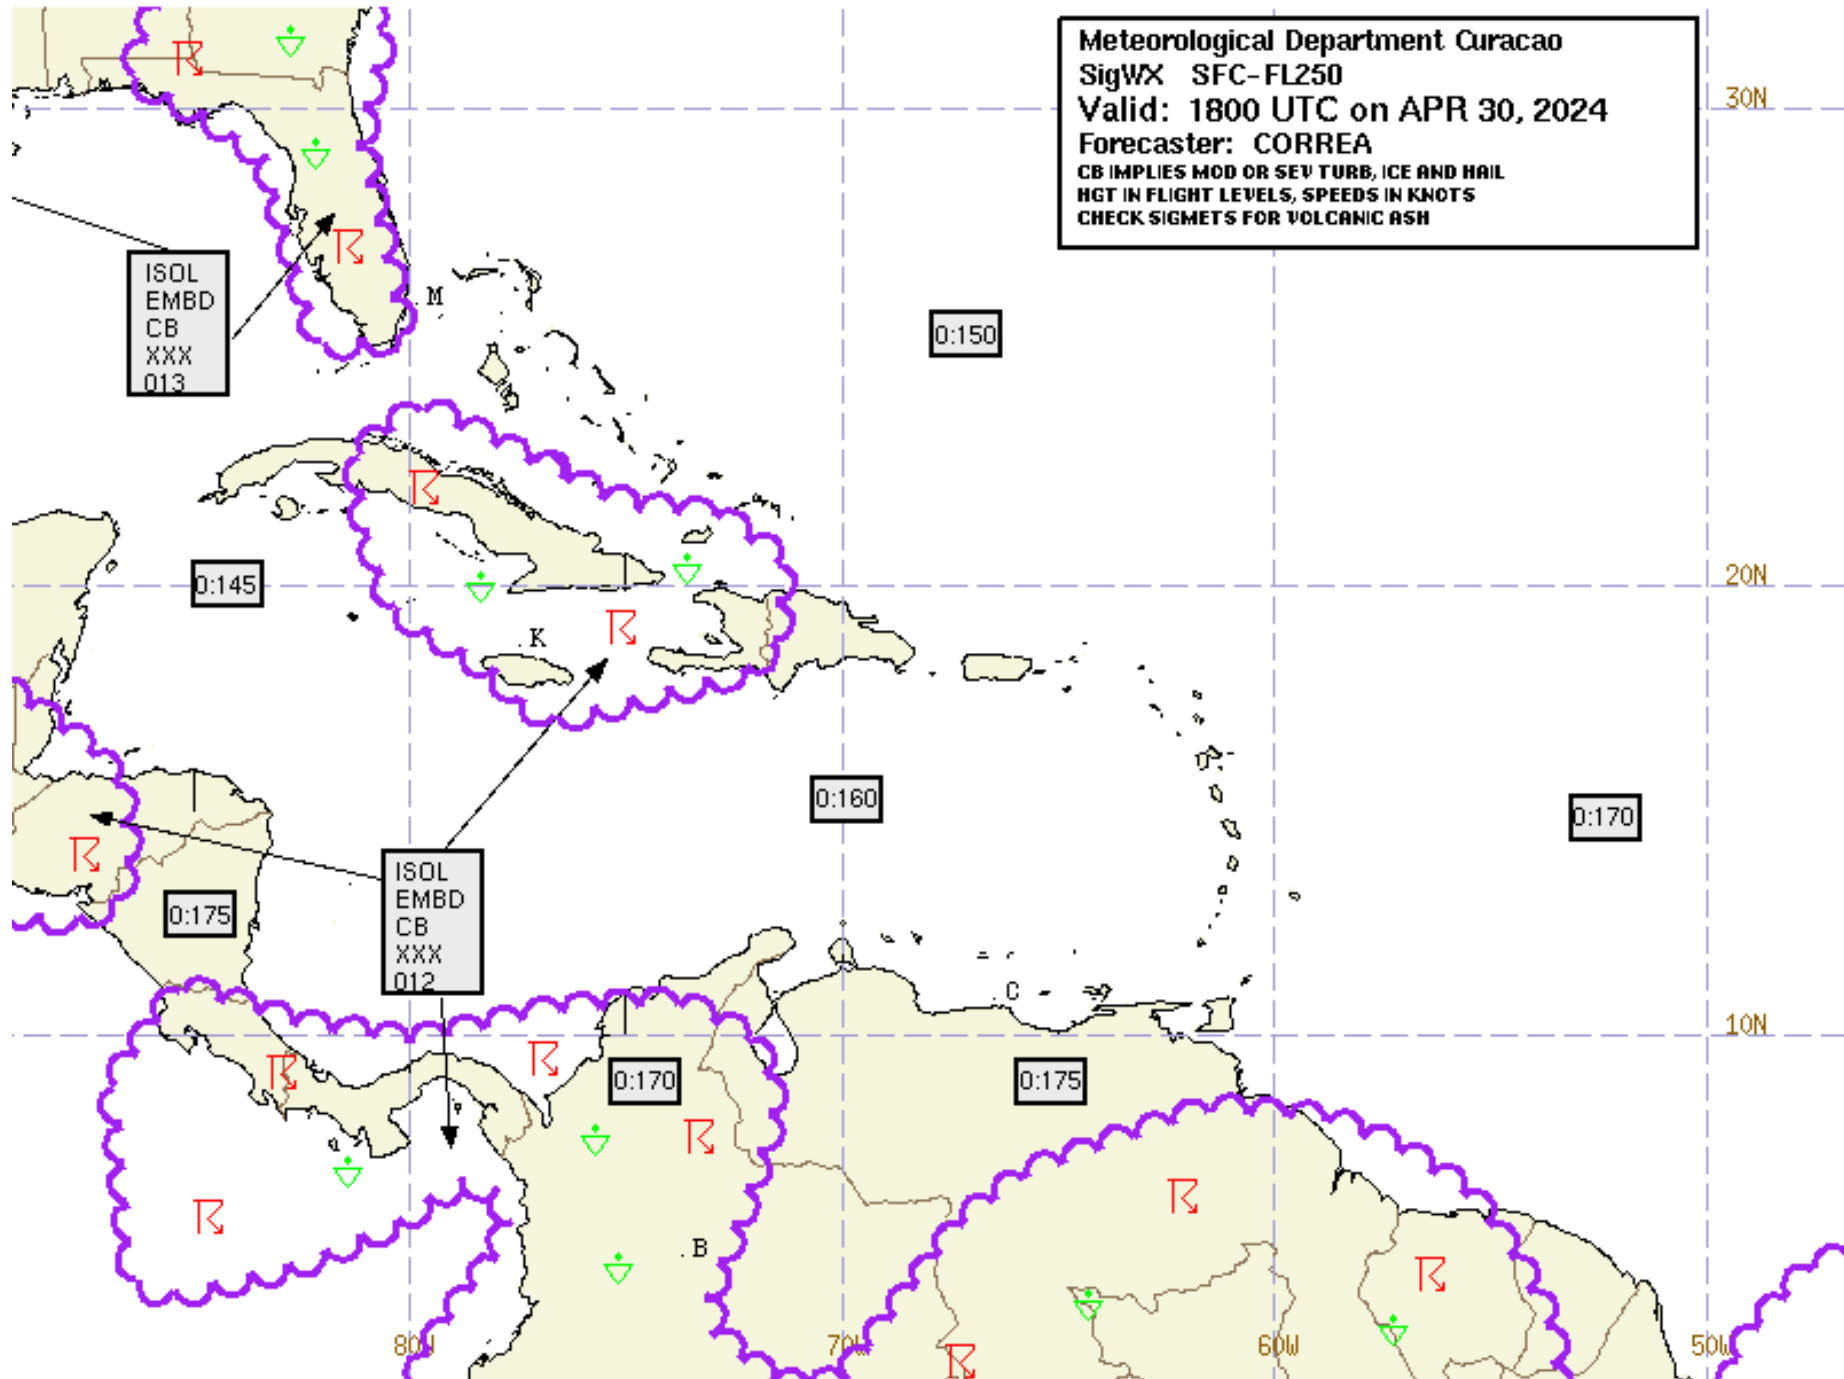 Meteorological Department Curacao
SigWX SFC-FL250
Valid: 1800 UTC on APR 30, 2024
Forecaster: CORREA
CB IMPLIES MOD OR SEV TURB, ICE AND HAIL
HGT IN FLIGHT LEVELS, SPEEDS IN KNOTS
CHECK SIGMETS FOR VOLCANIC ASH
30N
ISOL
EMBD
CB
XXX
013
M
0:150
0:145
20N
K
0:160
0:170
ISOL
EMBD
CB
XXX
012
0:175
C
10N
0:170
0:175
B
80W
70W
60W
50W